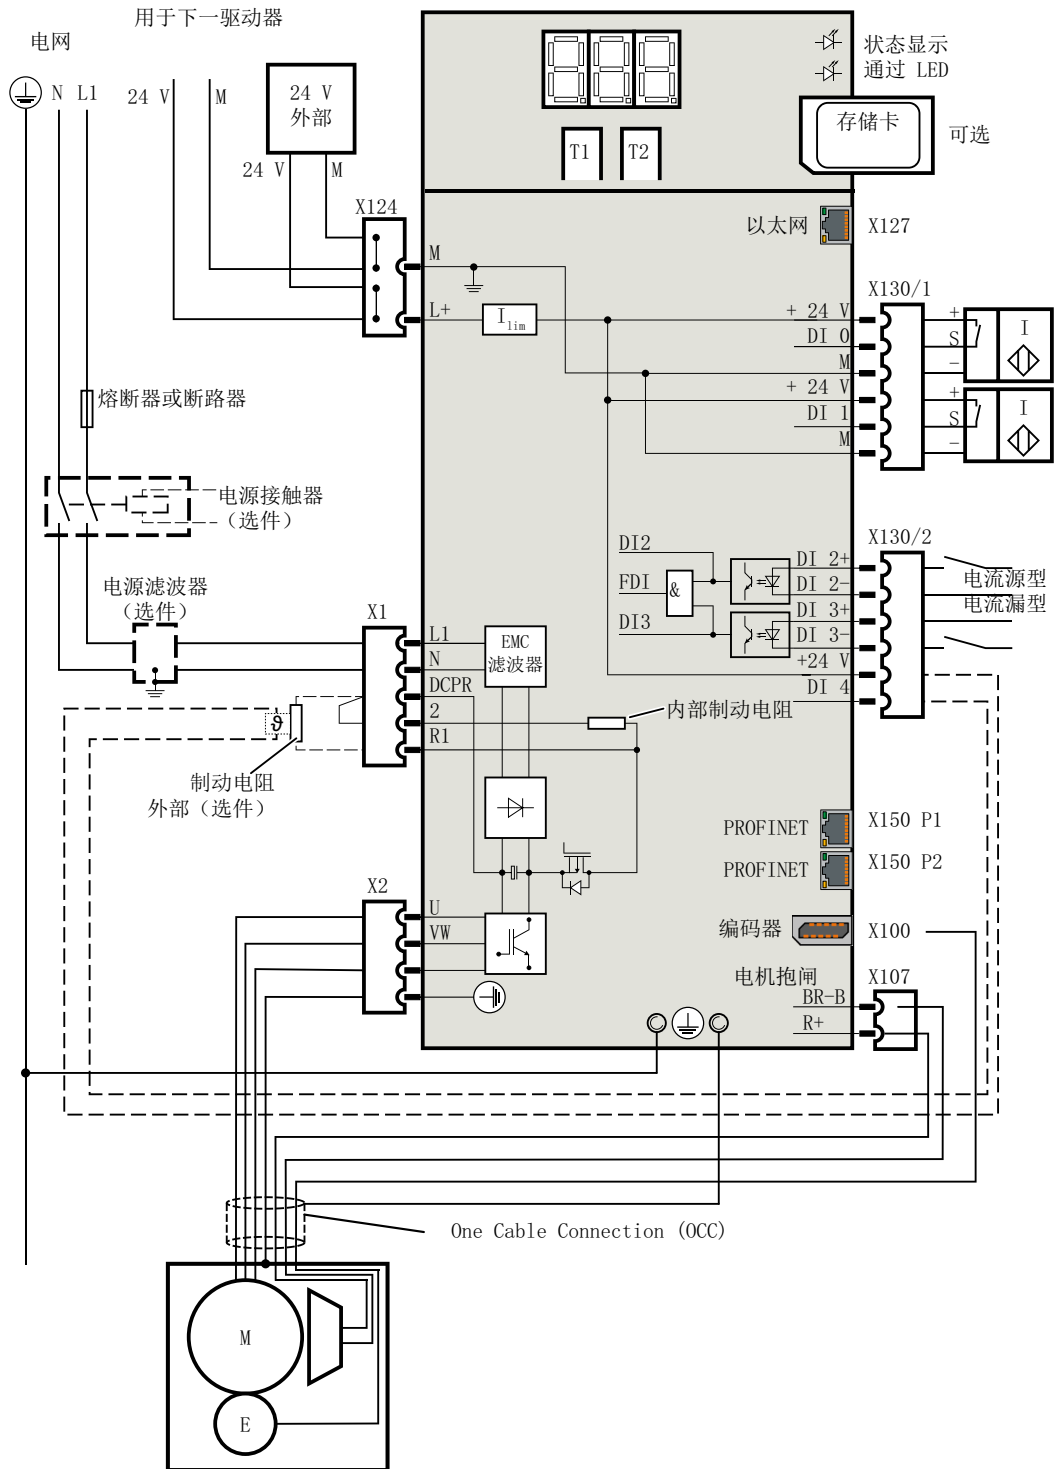 用于下一驱动器
电网
N L1
24 V
M
24 V
外部
24 V
M
X124
状态显示
通过 LED
存储卡
可选
T1
T2
以太网
X127
M
L+
I lim
X130/1
+ 24 V
DI 0
M
+ 24 V
DI 1
M
+
S
-
I
+
S
-
I
熔断器或断路器
电源接触器
(选件)
电源滤波器
(选件)
X130/2
DI2
FDI
&
DI3
DI 2+
DI 2-
DI 3+
DI 3-
+24 V
DI 4
电流源型
电流漏型
X1
L1
N
DCPR
2
R1
EMC
滤波器
内部制动电阻
ϑ
制动电阻
外部(选件)
PROFINET
X150 P1
PROFINET
X150 P2
X2
U
VW
编码器
X100
电机抱闸
X107
BR-B
R+
One Cable Connection (OCC)
M
E